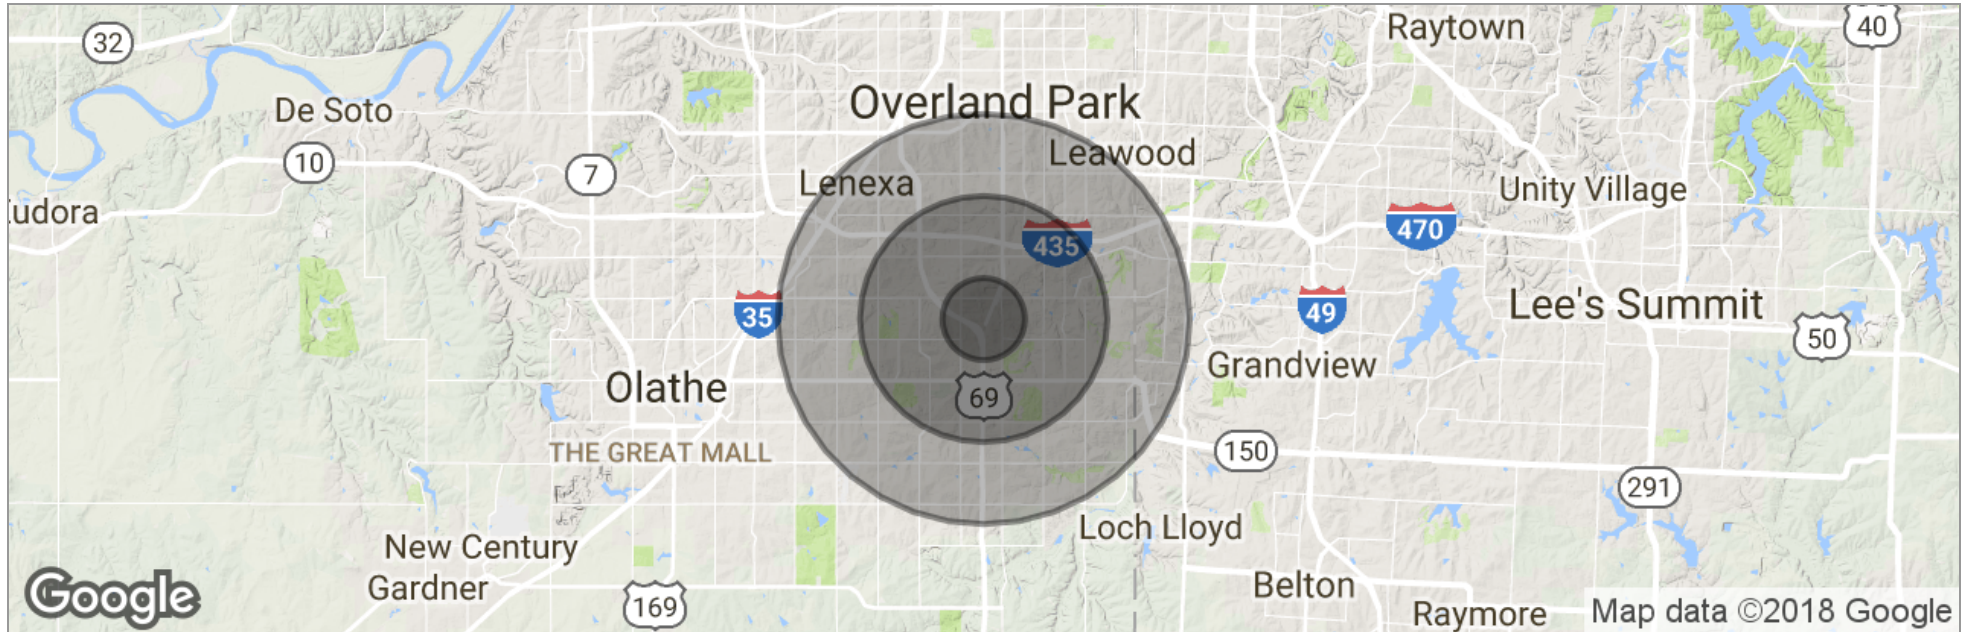 Raytown
40
32
Overland Park
De Soto
Leawood
10
7
Lenexa
Unity Village
udora
470
435
Lee's Summit
35
49
50
Grandview
Olathe
69
THE GREAT MALL
150
291
Loch Lloyd
New Century
Gardner
Belton
169
Google
Raymore
Map data ©2018 Google